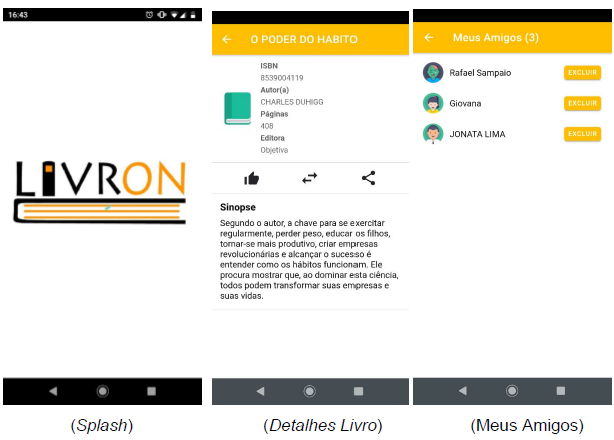 16:43
LIVRON
(Splash)
O PODER DO HABITO
ISBN
8539004119
Autor(a)
CHARLES DUHIGG
Páginas
408
Editora
Objetiva
Sinopse
Segundo o autor, a chave para se exercitar
regularmente, perder peso, educar os filhos,
tornar-se mais produtivo, criar empresas
revolucionárias e alcançar o sucesso é
entender como os hábitos funcionam. Ele
procura mostrar que, ao dominar esta ciência,
todos podem transformar suas empresas e
suas vidas.
(Detalhes Livro)
Meus Amigos (3)
Rafael Sampaio EXCLUIR
Giovana EXCLUIR
JONATA LIMA EXCLUIR
(Meus Amigos)